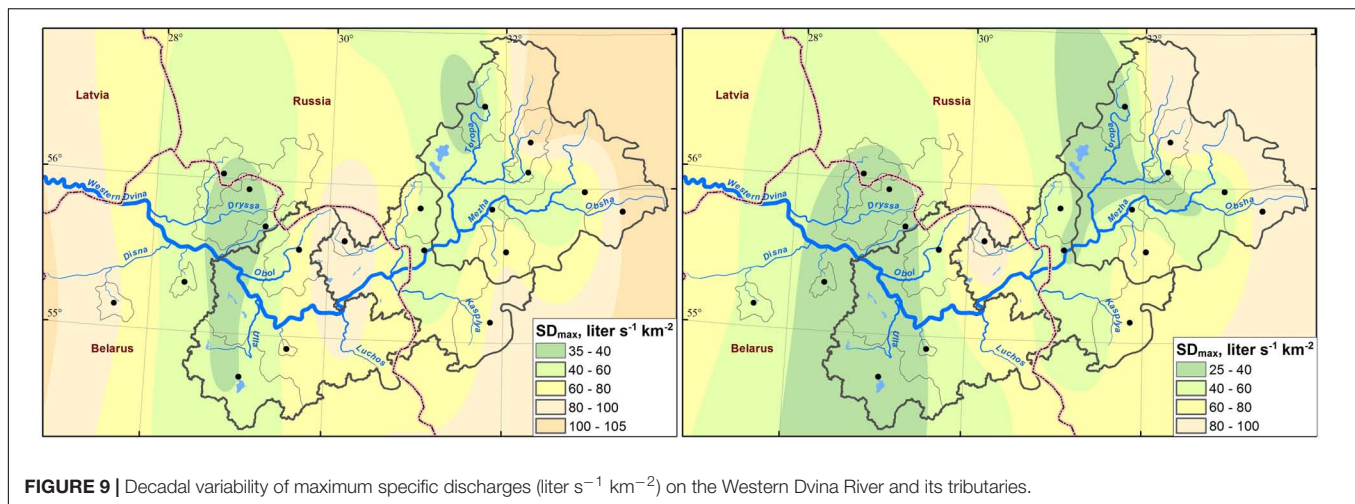 28° 30° 32°
Latvia
Russia
Toropa
56°
Western Dvina
Dryssa
Mezha
Obsha
Disna
Obol
Kasplya
55°
Ulla
Luchos
Belarus
SDmax, liter s-1 km-2
35 - 40
40 - 60
60 - 80
80 - 100
100 - 105
28° 30° 32°
Latvia
Russia
Toropa
56°
Western Dvina
Dryssa
Mezha
Obsha
Disna
Obol
Kasplya
55°
Ulla
Luchos
Belarus
SDmax, liter s-1 km-2
25 - 40
40 - 60
60 - 80
80 - 100
FIGURE 9 | Decadal variability of maximum specific discharges (liter s−1 km−2) on the Western Dvina River and its tributaries.